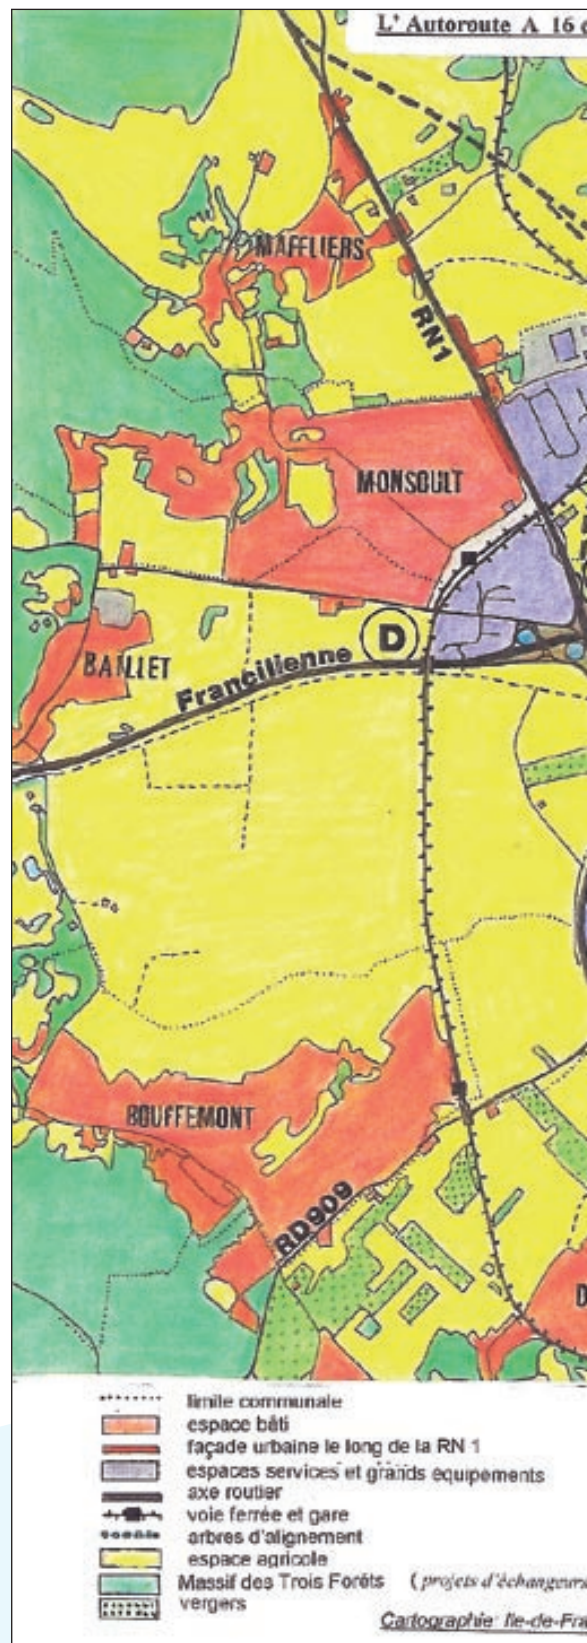 L'Autoroute A 16
MAFFLIERS
RN1
MONSOULT
D
BAILLET
Francilienne
BOUFFEMONT
RD909
D
limite communale
espace bâti
façade urbaine le long de la RN 1
espaces services et grands équipements
axe routier
voie ferrée et gare
arbres d'alignement
espace agricole
Massif des Trois Forêts (projets d'échangeurs
vergers
Cartographie: Ile-de-Fra